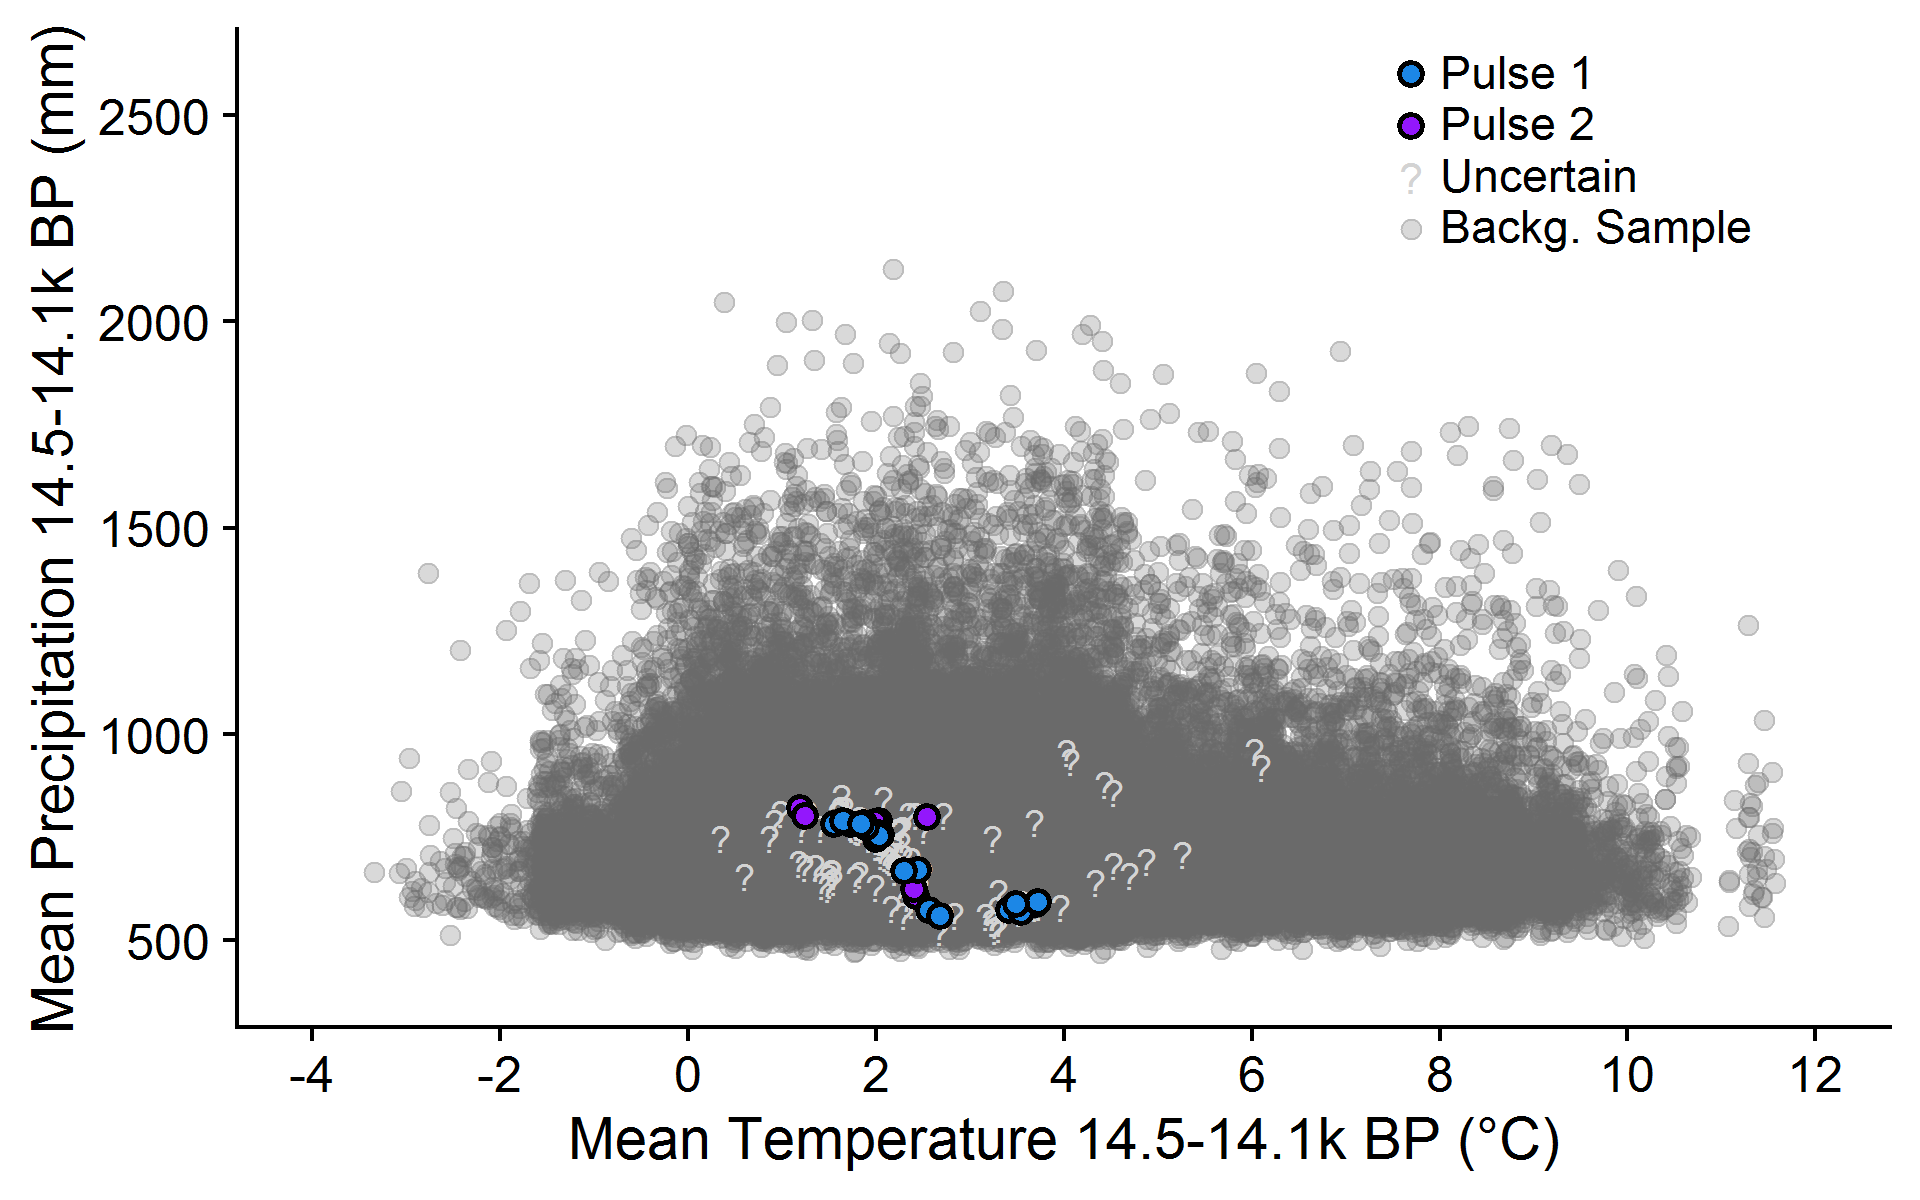 Mean Precipitation 14.5-14.1k BP (mm)
2500
2000
1500
1000
500
Pulse 1
Pulse 2
? Uncertain
Backg. Sample
-4 -2 0 2 4 6 8 10 12
Mean Temperature 14.5-14.1k BP (°C)